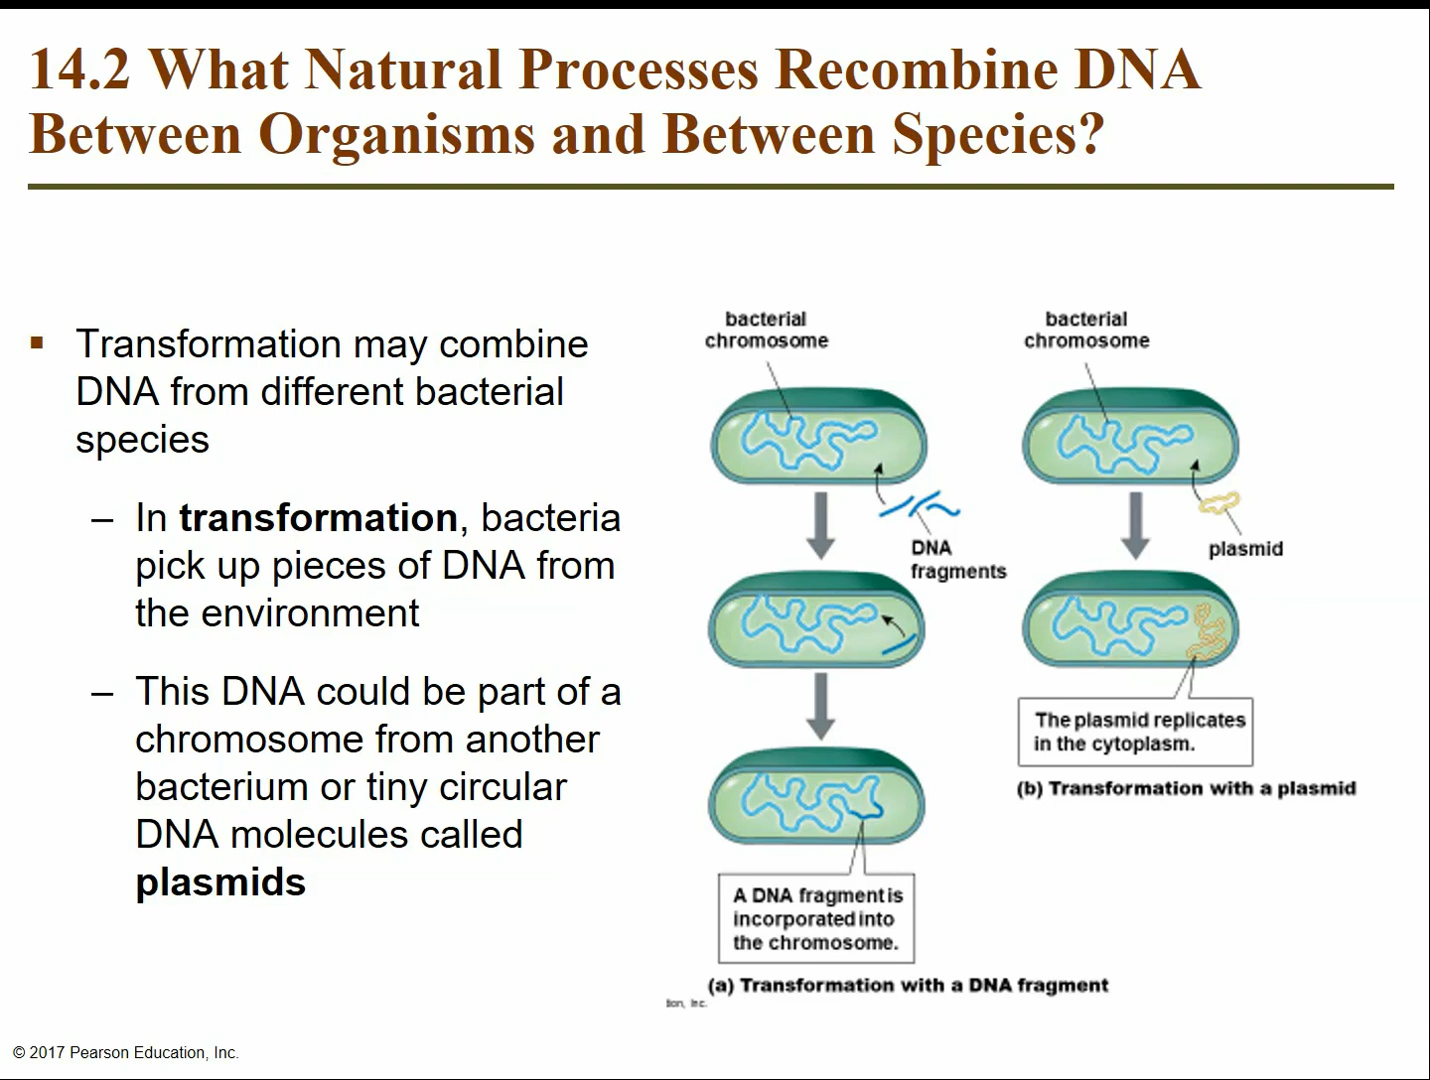 14.2 What Natural Processes Recombine DNA
Between Organisms and Between Species?
▪ Transformation may combine
DNA from different bacterial
species
– In transformation, bacteria
pick up pieces of DNA from
the environment
– This DNA could be part of a
chromosome from another
bacterium or tiny circular
DNA molecules called
plasmids
bacterial
chromosome
DNA
fragments
A DNA fragment is
incorporated into
the chromosome.
(a) Transformation with a DNA fragment
tion, Inc.
bacterial
chromosome
plasmid
The plasmid replicates
in the cytoplasm.
(b) Transformation with a plasmid
© 2017 Pearson Education, Inc.